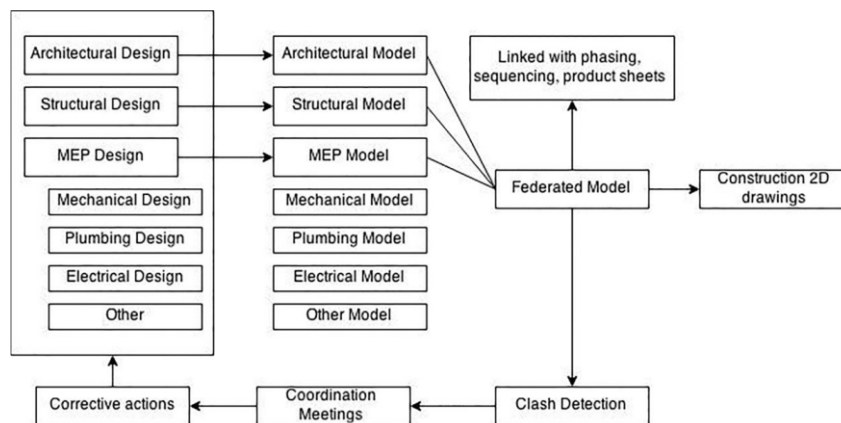 Architectural Design
Architectural Model
Linked with phasing,
sequencing, product sheets
Structural Design
Structural Model
MEP Design
MEP Model
Federated Model
Construction 2D
drawings
Mechanical Design
Mechanical Model
Plumbing Design
Plumbing Model
Electrical Design
Electrical Model
Other
Other Model
Corrective actions
Coordination
Meetings
Clash Detection